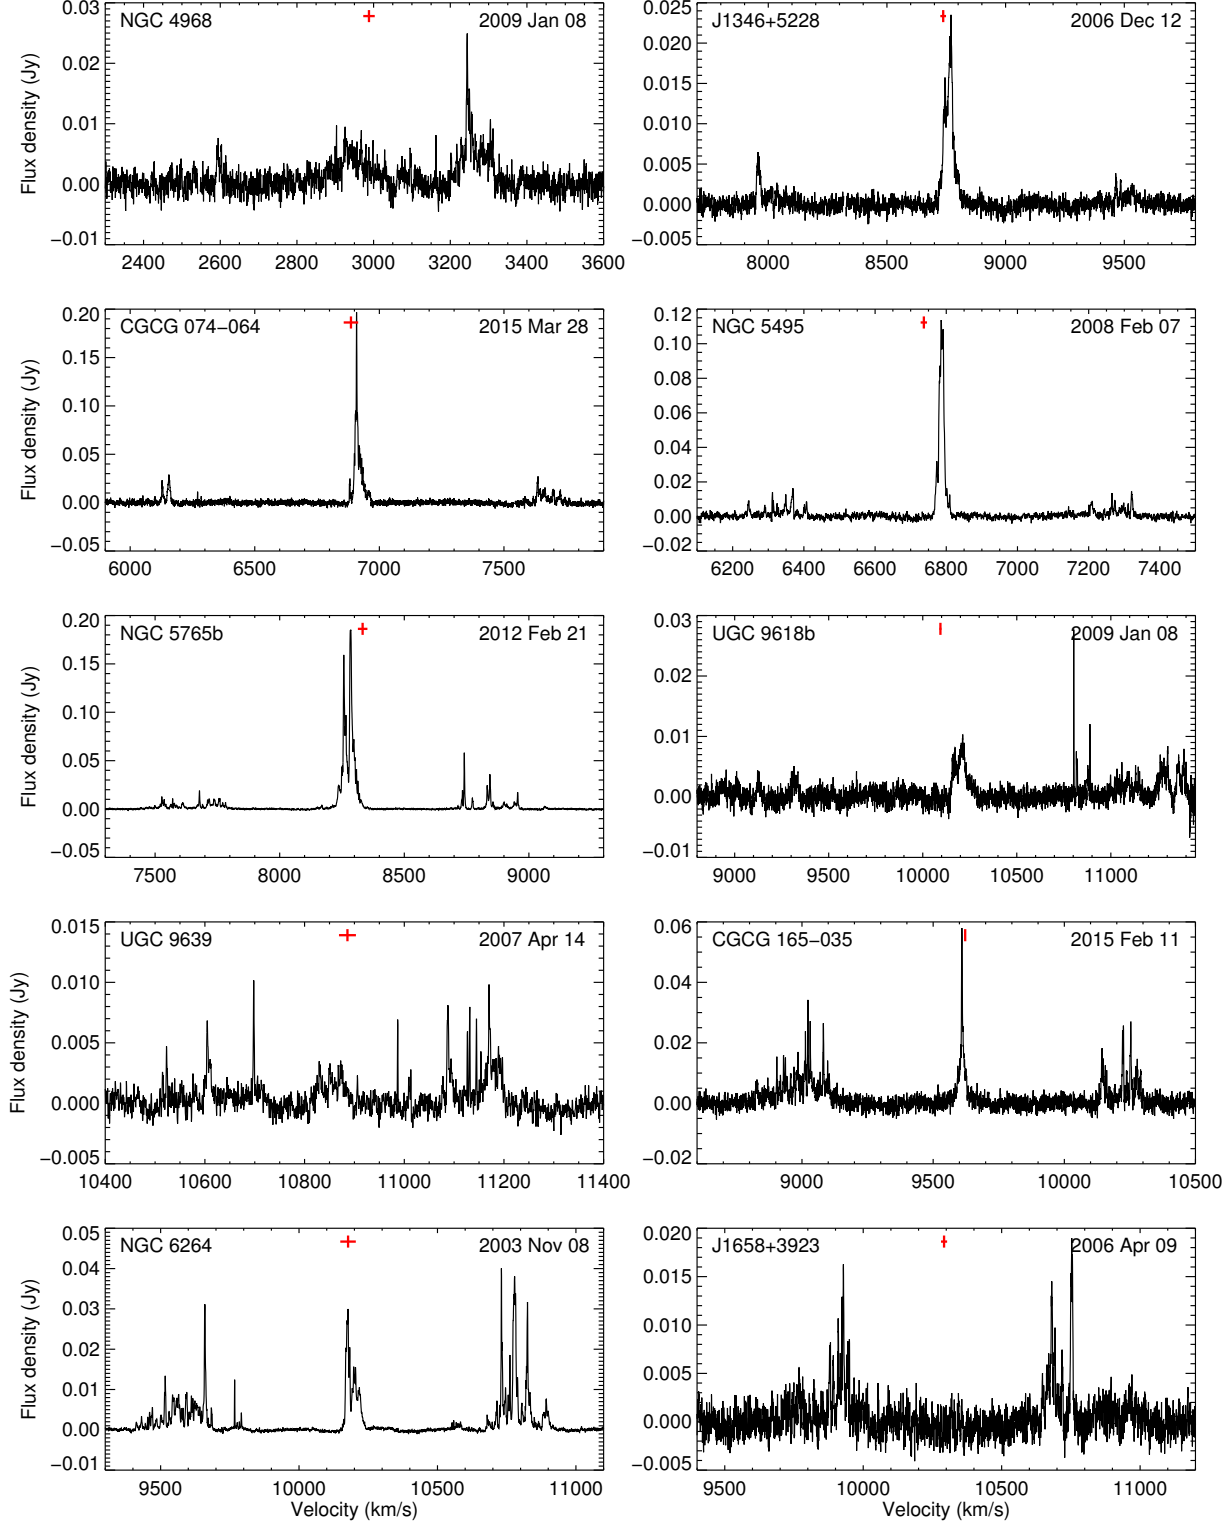 NGC 4968 2009 Jan 08
Flux density (Jy)
0.03
0.02
0.01
0.00
−0.01
2400 2600 2800 3000 3200 3400 3600
J1346+5228 2006 Dec 12
0.025
0.020
0.015
0.010
0.005
0.000
−0.005
8000 8500 9000 9500
CGCG 074−064 2015 Mar 28
Flux density (Jy)
0.20
0.15
0.10
0.05
0.00
−0.05
6000 6500 7000 7500
NGC 5495 2008 Feb 07
0.12
0.10
0.08
0.06
0.04
0.02
0.00
−0.02
6200 6400 6600 6800 7000 7200 7400
NGC 5765b 2012 Feb 21
Flux density (Jy)
0.20
0.15
0.10
0.05
0.00
−0.05
7500 8000 8500 9000
UGC 9618b 2009 Jan 08
0.03
0.02
0.01
0.00
−0.01
9000 9500 10000 10500 11000
UGC 9639 2007 Apr 14
Flux density (Jy)
0.015
0.010
0.005
0.000
−0.005
10400 10600 10800 11000 11200 11400
CGCG 165−035 2015 Feb 11
0.06
0.04
0.02
0.00
−0.02
9000 9500 10000 10500
NGC 6264 2003 Nov 08
Flux density (Jy)
0.05
0.04
0.03
0.02
0.01
0.00
−0.01
9500 10000 10500 11000
Velocity (km/s)
J1658+3923 2006 Apr 09
0.020
0.015
0.010
0.005
0.000
−0.005
9500 10000 10500 11000
Velocity (km/s)